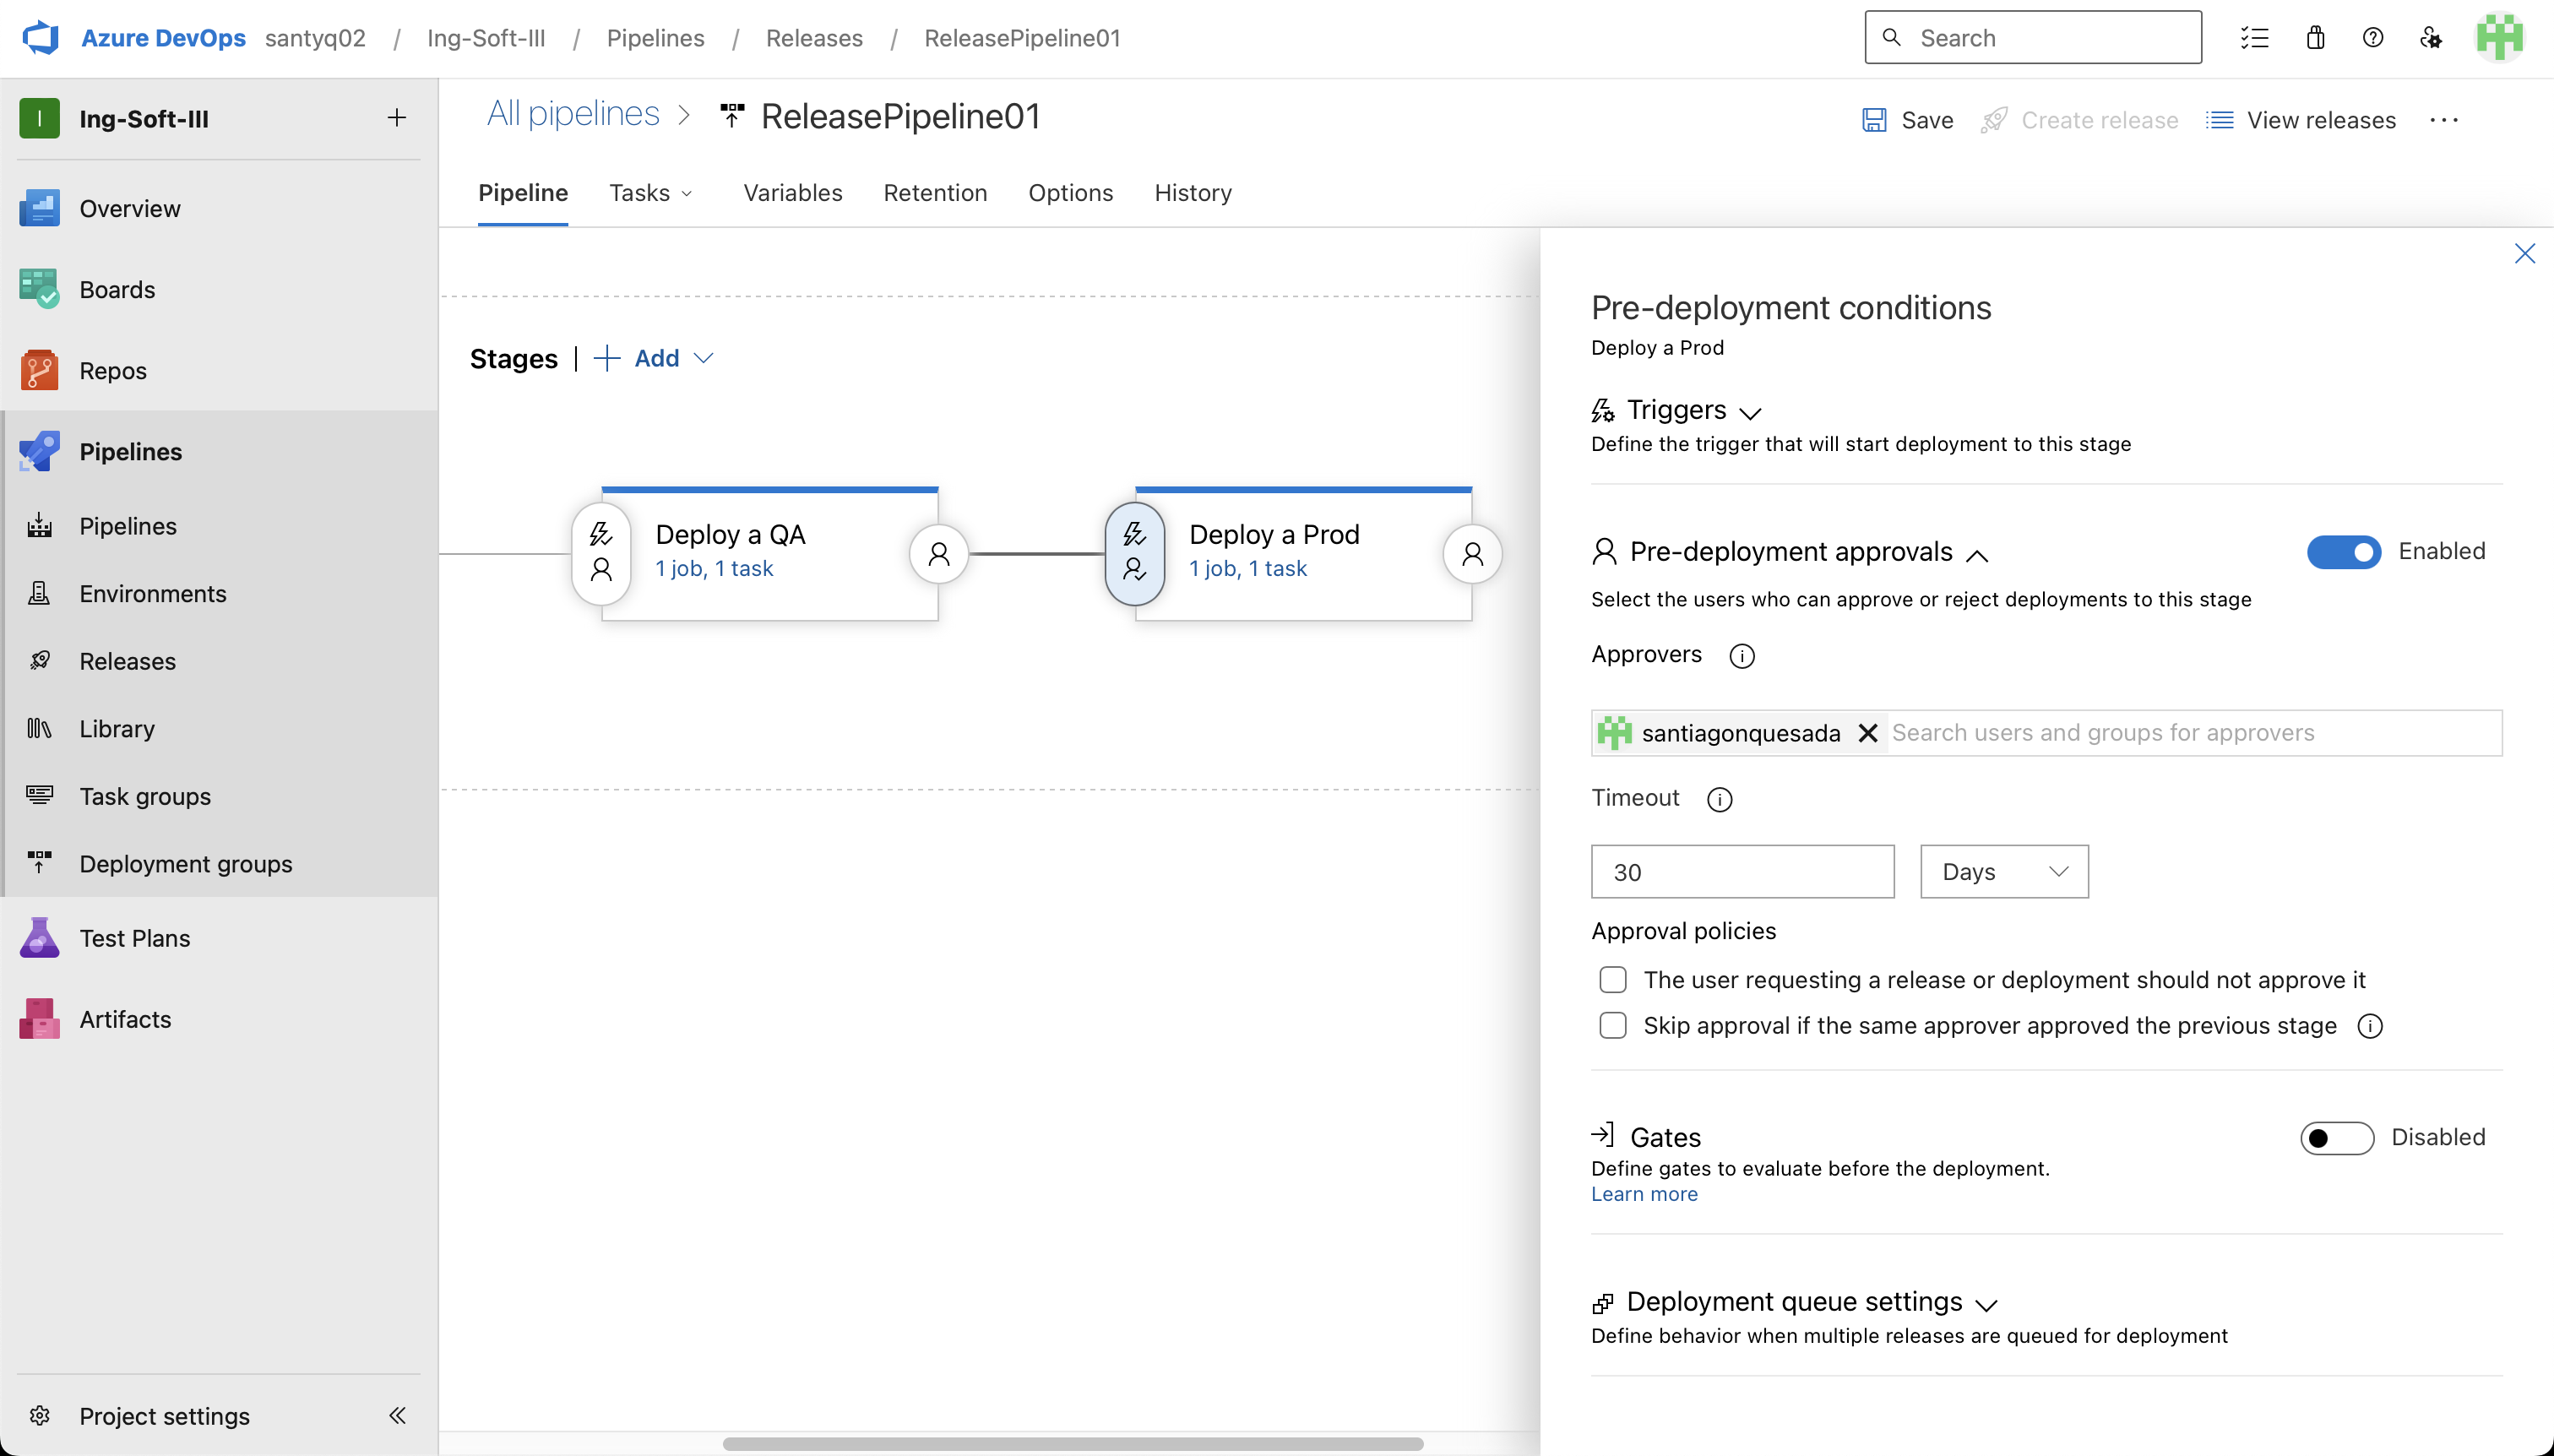 Azure DevOps santyq02 / Ing-Soft-III / Pipelines / Releases / ReleasePipeline01
Search
I Ing-Soft-III
Overview
Boards
Repos
Pipelines
Pipelines
Environments
Releases
Library
Task groups
Deployment groups
Test Plans
Artifacts
Project settings
All pipelines > ReleasePipeline01
Save Create release View releases ...
Pipeline Tasks Variables Retention Options History
Stages | Add
Deploy a QA
1 job, 1 task
Deploy a Prod
1 job, 1 task
Pre-deployment conditions
Deploy a Prod
Triggers
Define the trigger that will start deployment to this stage
Pre-deployment approvals
Enabled
Select the users who can approve or reject deployments to this stage
Approvers
santiagonquesada Search users and groups for approvers
Timeout
30 Days
Approval policies
The user requesting a release or deployment should not approve it
Skip approval if the same approver approved the previous stage
Gates
Disabled
Define gates to evaluate before the deployment.
Learn more
Deployment queue settings
Define behavior when multiple releases are queued for deployment